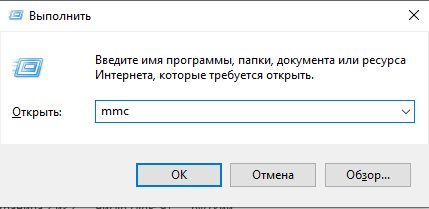 Выполнить
Введите имя программы, папки, документа или ресурса
Интернета, которые требуется открыть.
Открыть: mmc
ОК Отмена Обзор...